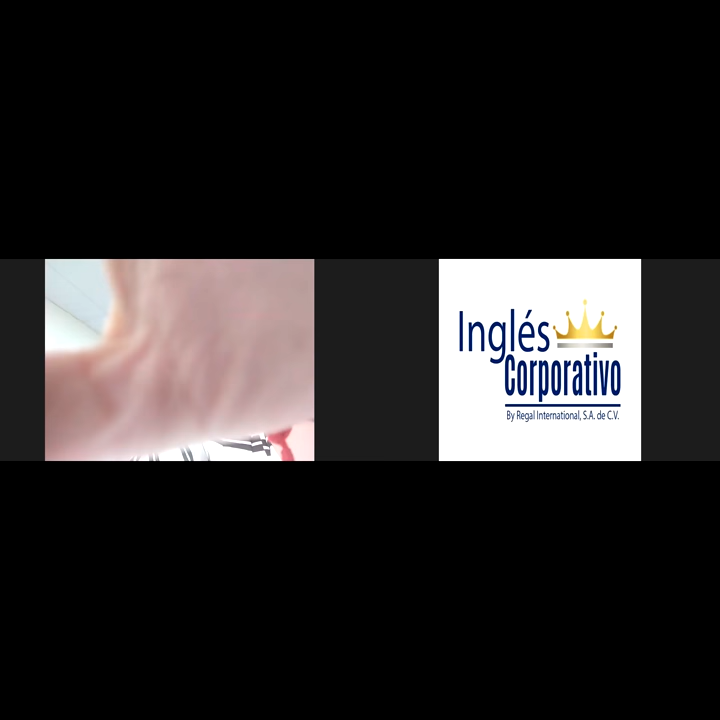 Inglés
Corporativo
By Regal International, S.A. de C.V.